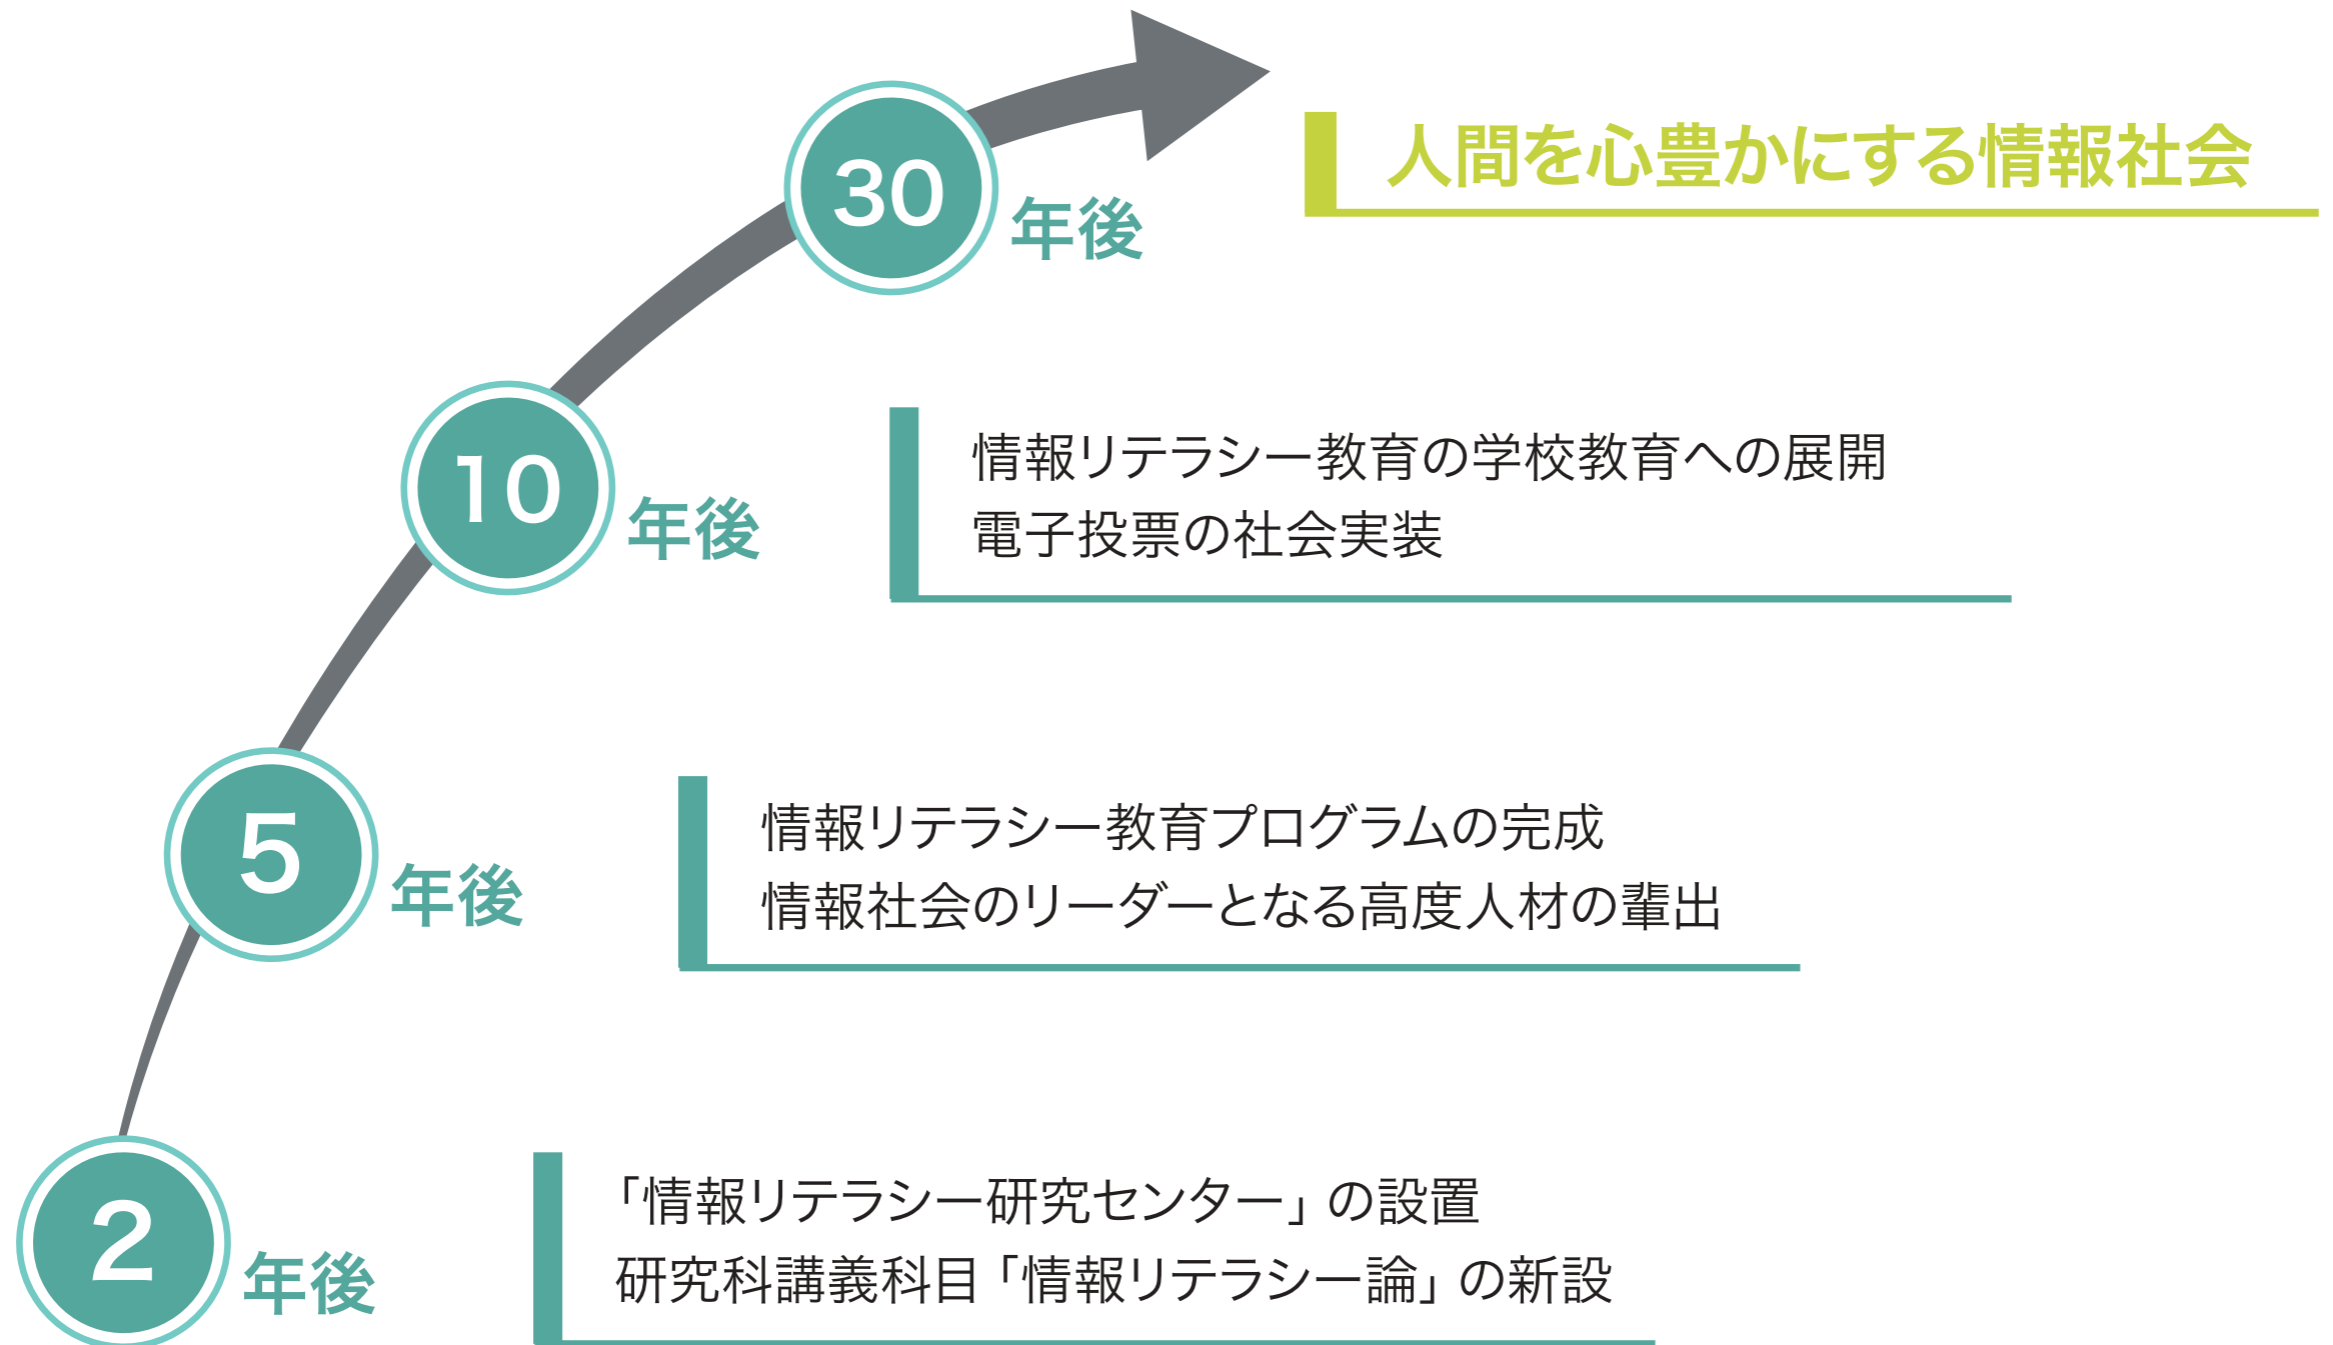 30年後
人間を心豊かにする情報社会
10年後
情報リテラシー教育の学校教育への展開
電子投票の社会実装
5年後
情報リテラシー教育プログラムの完成
情報社会のリーダーとなる高度人材の輩出
2年後
「情報リテラシー研究センター」の設置
研究科講義科目「情報リテラシー論」の新設